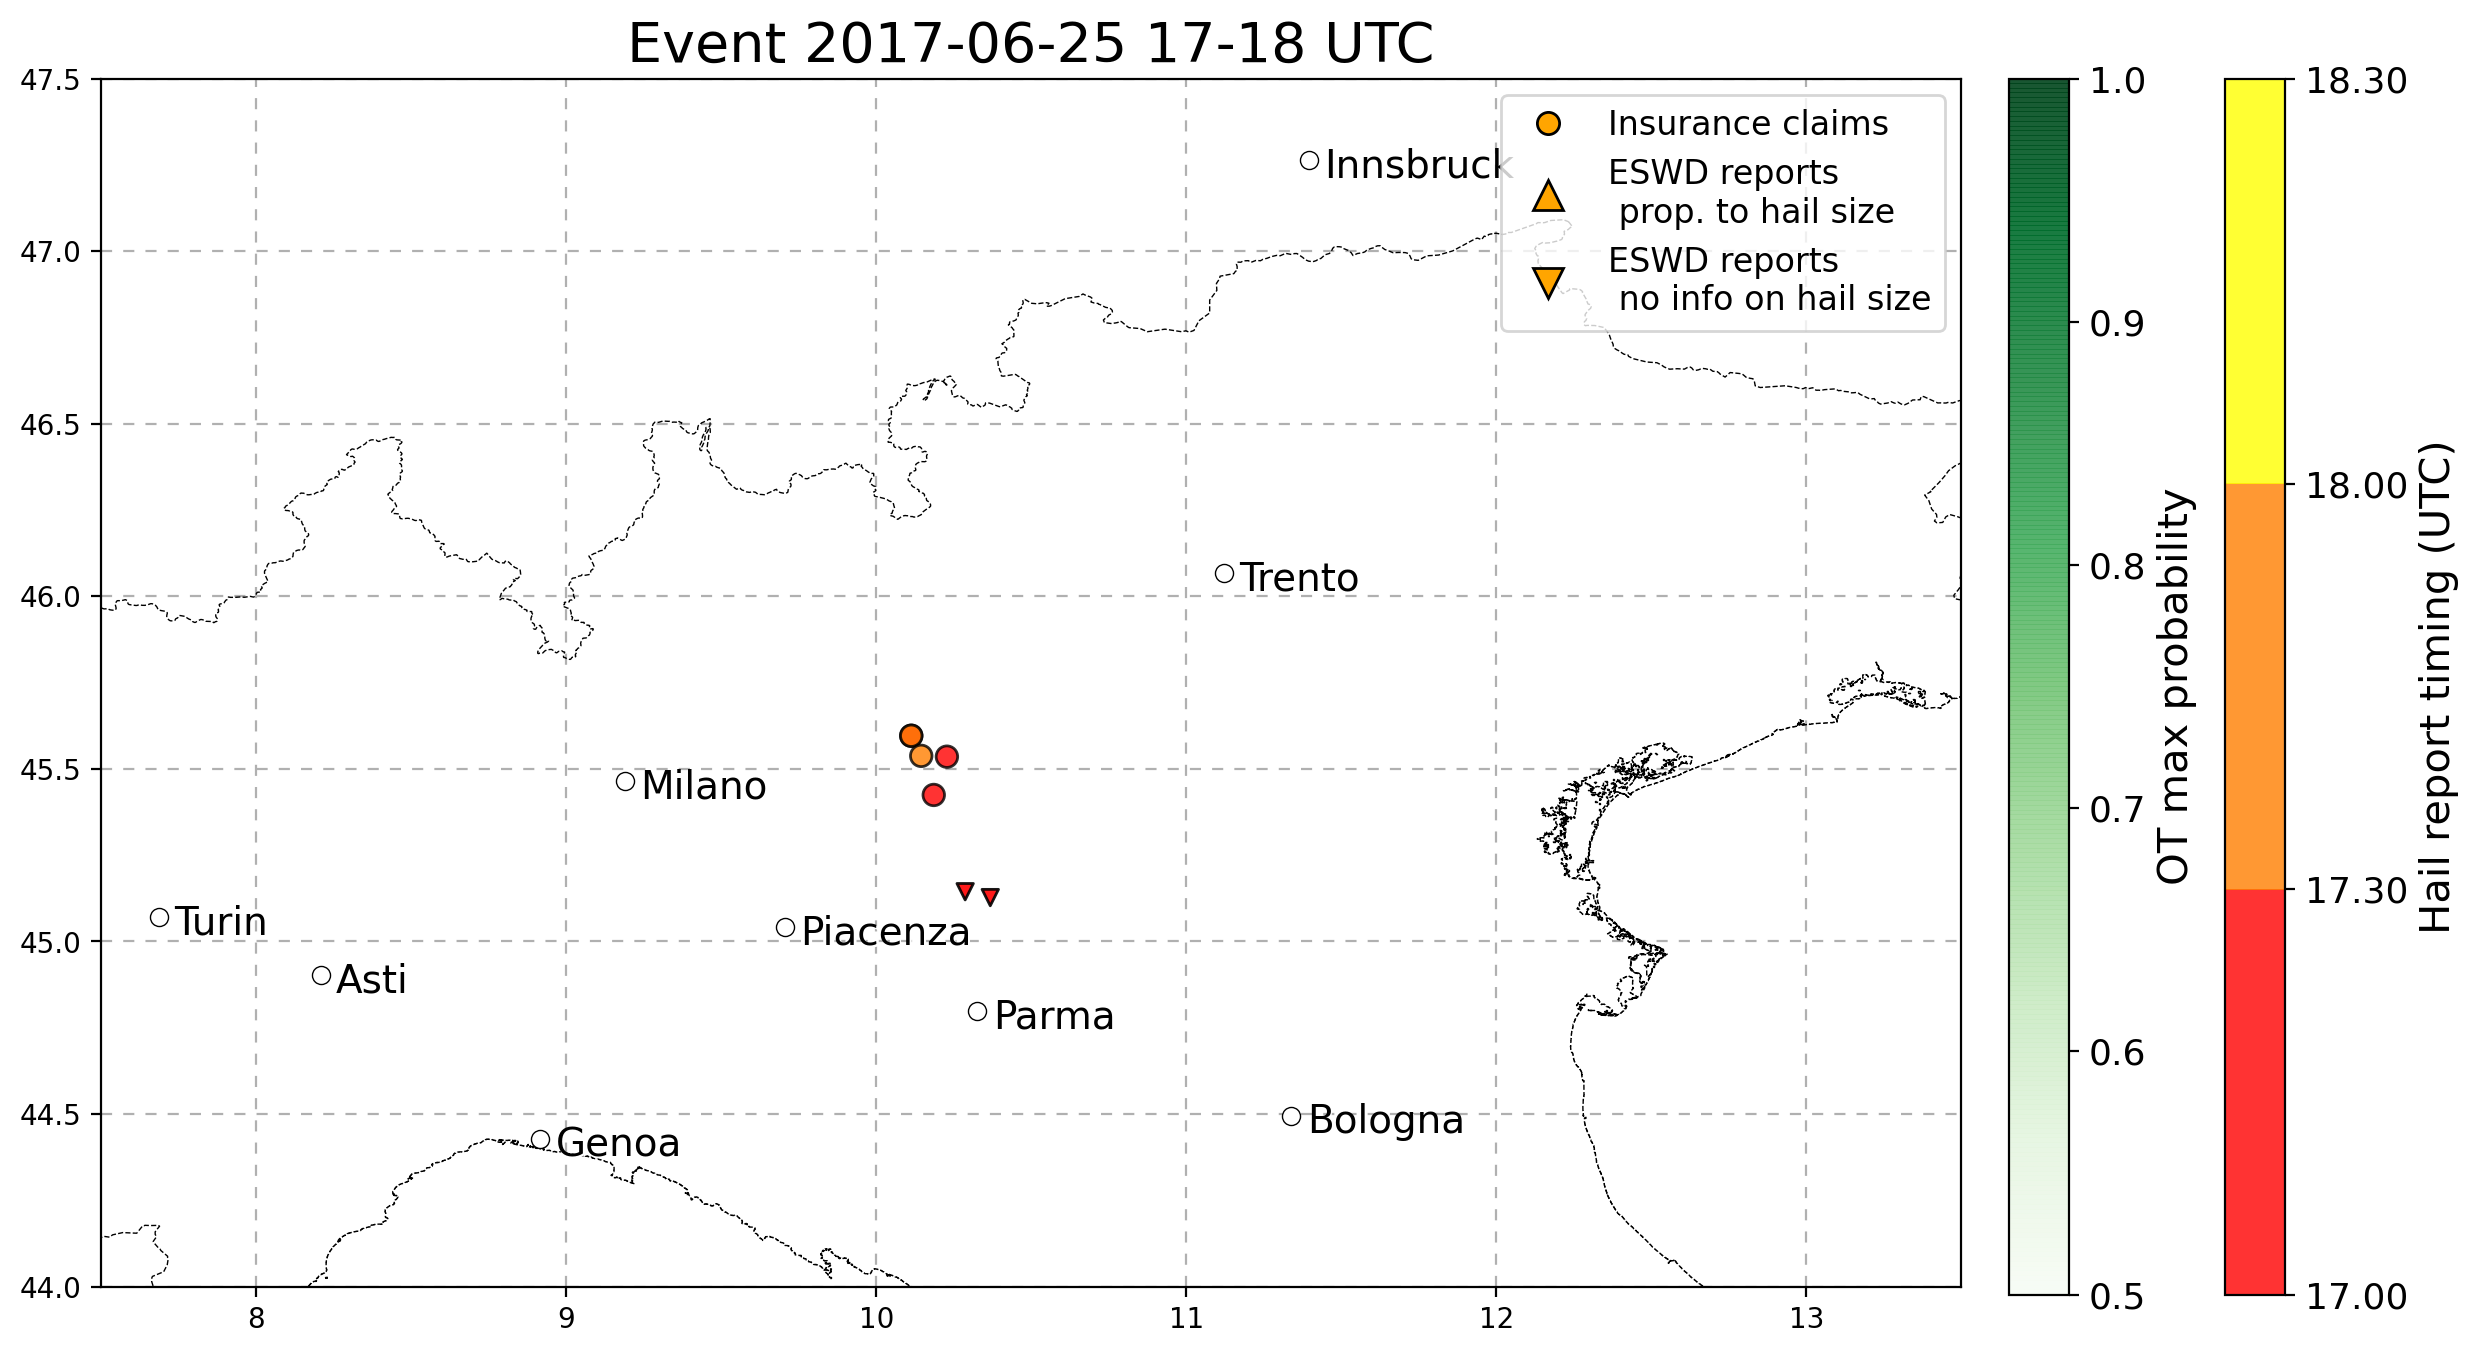 Event 2017-06-25 17-18 UTC
47.5
47.0
46.5
46.0
45.5
45.0
44.5
44.0
8
9
10
11
12
13
Insurance claims
ESWD reports
prop. to hail size
ESWD reports
no info on hail size
Innsbruck
Trento
Milano
Turin
Piacenza
Asti
Parma
Bologna
Genoa
1.0
0.9
0.8
0.7
0.6
0.5
OT max probability
18.30
18.00
17.30
17.00
Hail report timing (UTC)